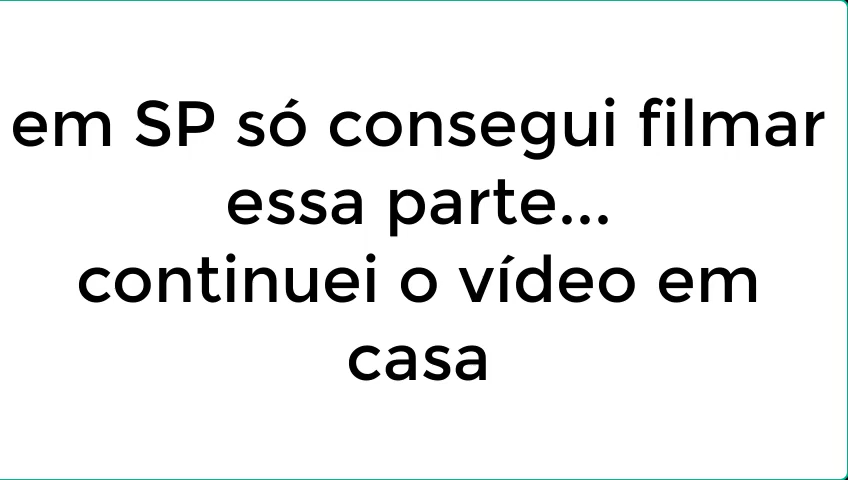 em SP só consegui filmar
essa parte...
continuei o vídeo em
casa